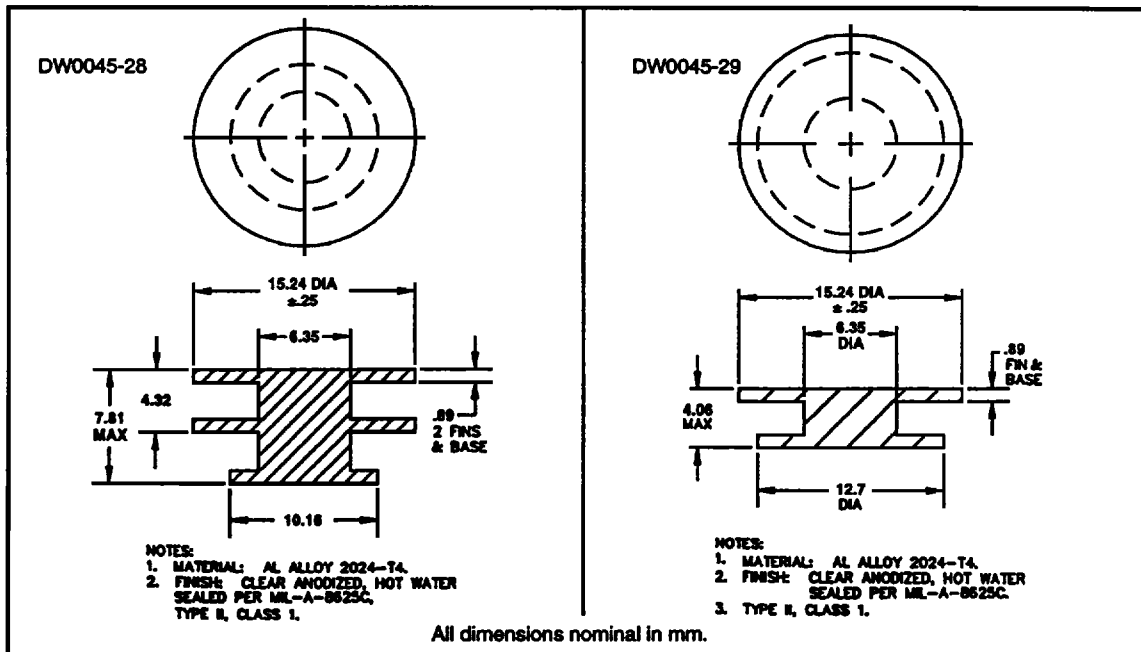 DW0045-28
15.24 DIA
±.25
6.35
4.32
7.81
MAX
.89
2 FINS
& BASE
10.16
NOTES:
1. MATERIAL: AL ALLOY 2024-T4.
2. FINISH: CLEAR ANODIZED, HOT WATER
SEALED PER MIL-A-8625C,
TYPE II, CLASS 1.
DW0045-29
15.24 DIA
± .25
6.35
DIA
.89
FIN &
BASE
4.06
MAX
12.7
DIA
NOTES:
1. MATERIAL: AL ALLOY 2024-T4.
2. FINISH: CLEAR ANODIZED, HOT WATER
SEALED PER MIL-A-8625C.
3. TYPE II, CLASS 1.
All dimensions nominal in mm.